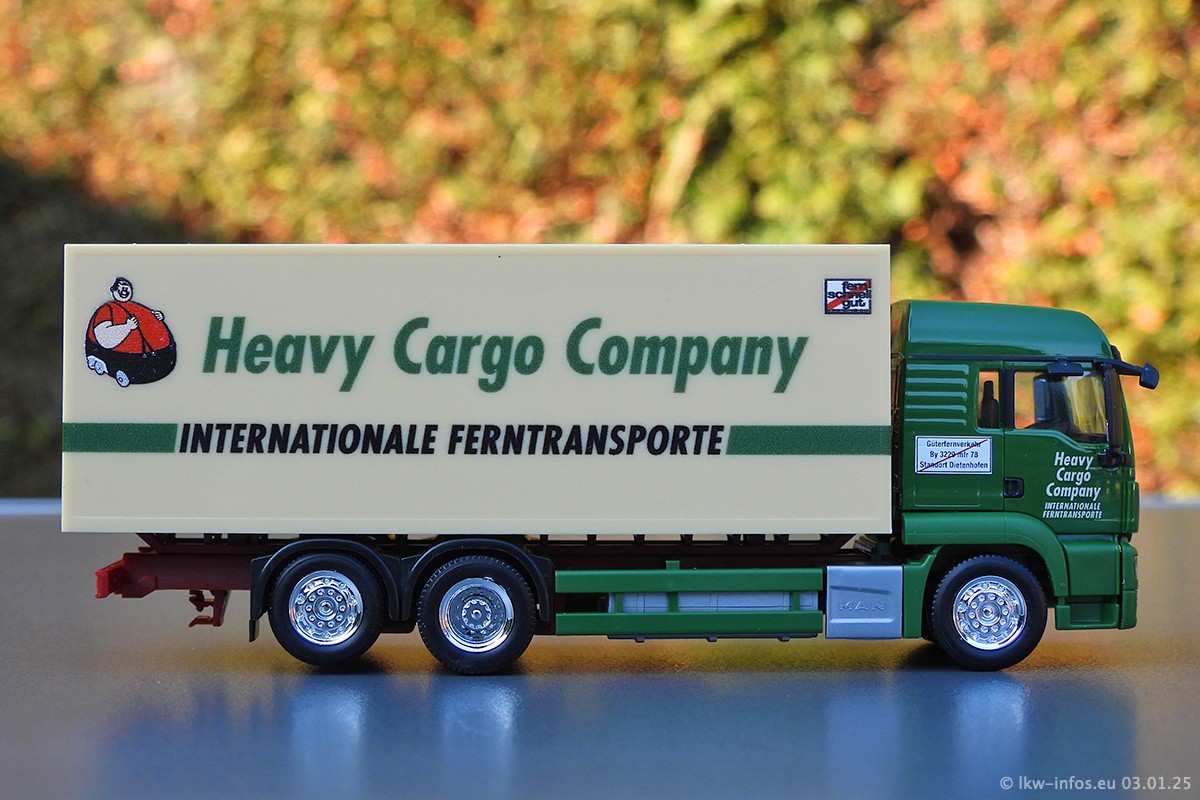 fern
schnell
gut
Heavy Cargo Company
INTERNATIONALE FERNTRANSPORTE
Güterfernverkehr
By 3229 mfr 78
Standort Dietenhofen
Heavy
Cargo
Company
INTERNATIONALE
FERNTRANSPORTE
MAN
© lkw-infos.eu 03.01.25